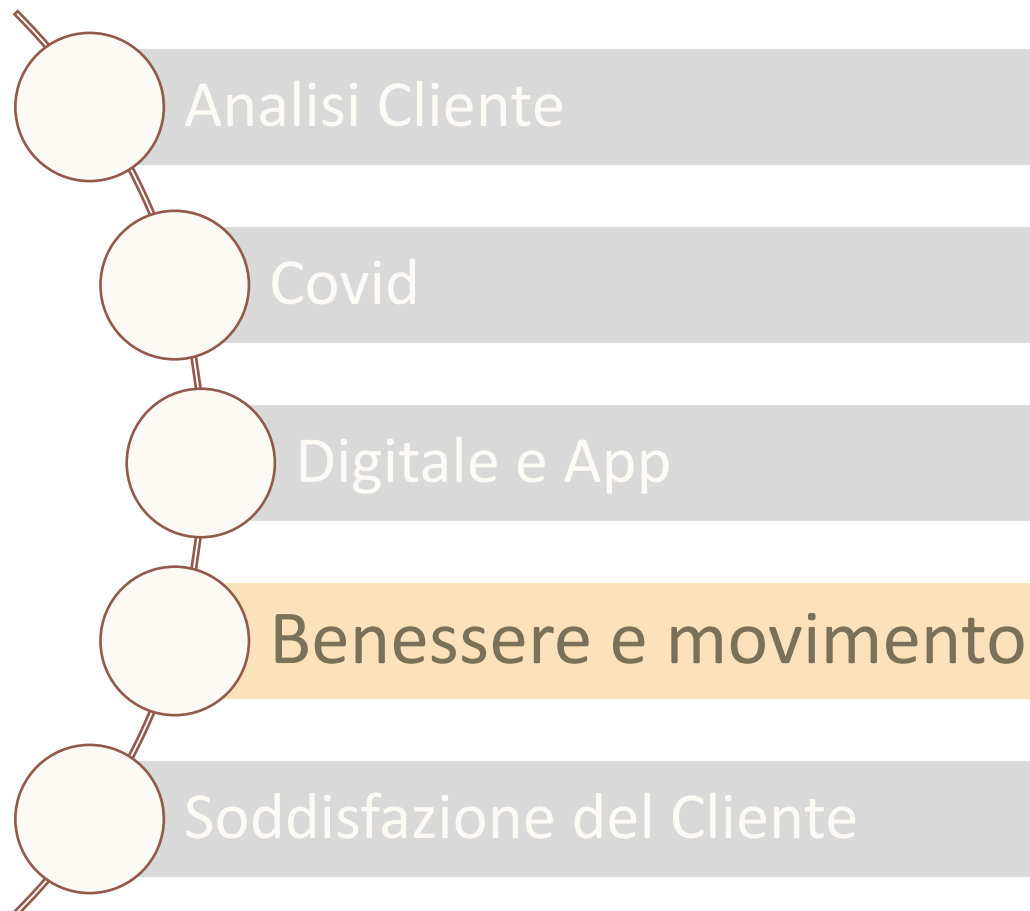 Analisi Cliente
Covid
Digitale e App
Benessere e movimento
Soddisfazione del Cliente